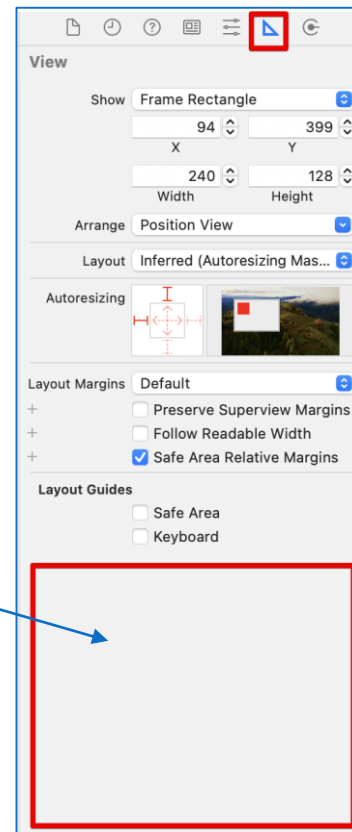 View
Show Frame Rectangle
94 399
X Y
240 128
Width Height
Arrange Position View
Layout Inferred (Autoresizing Mas...
Autoresizing
Layout Margins Default
+ Preserve Superview Margins
+ Follow Readable Width
+ Safe Area Relative Margins
Layout Guides
Safe Area
Keyboard